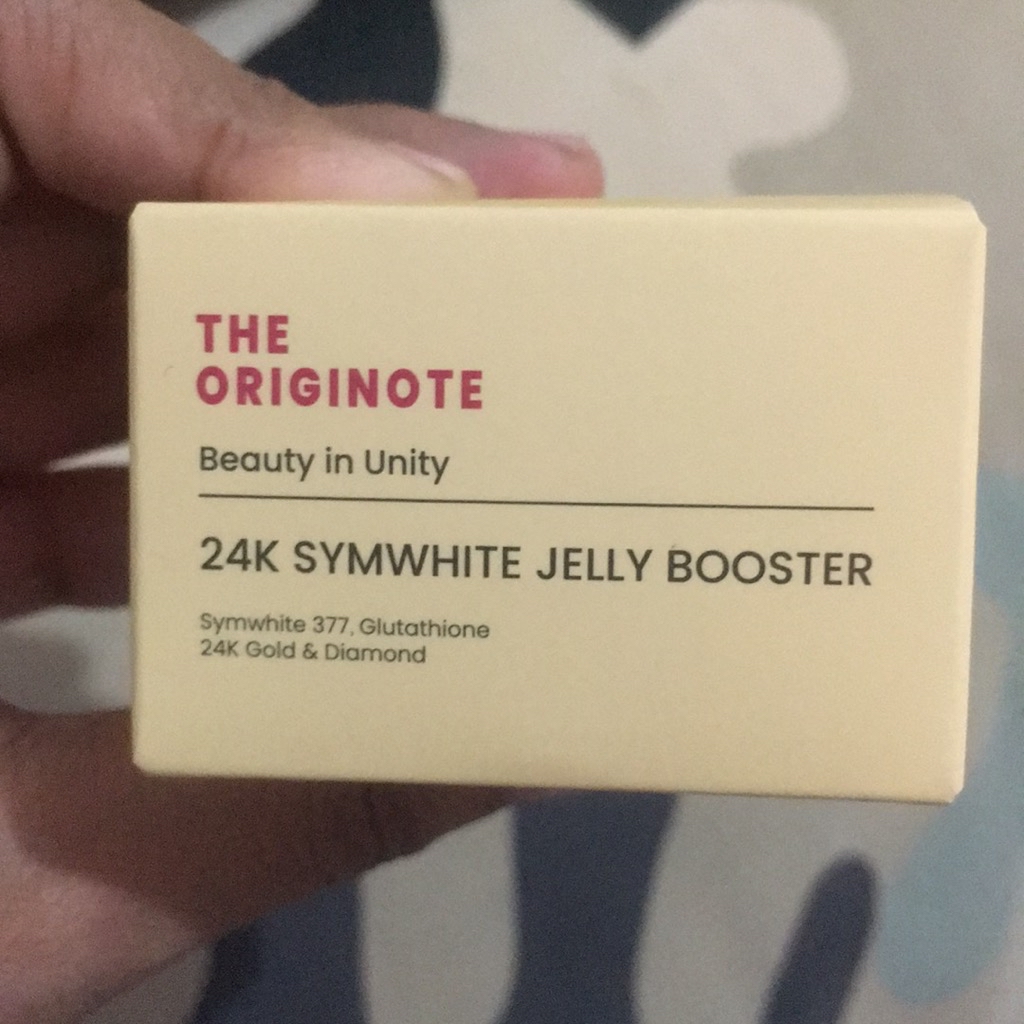 THE
ORIGINOTE
Beauty in Unity
24K SYMWHITE JELLY BOOSTER
Symwhite 377, Glutathione
24K Gold & Diamond